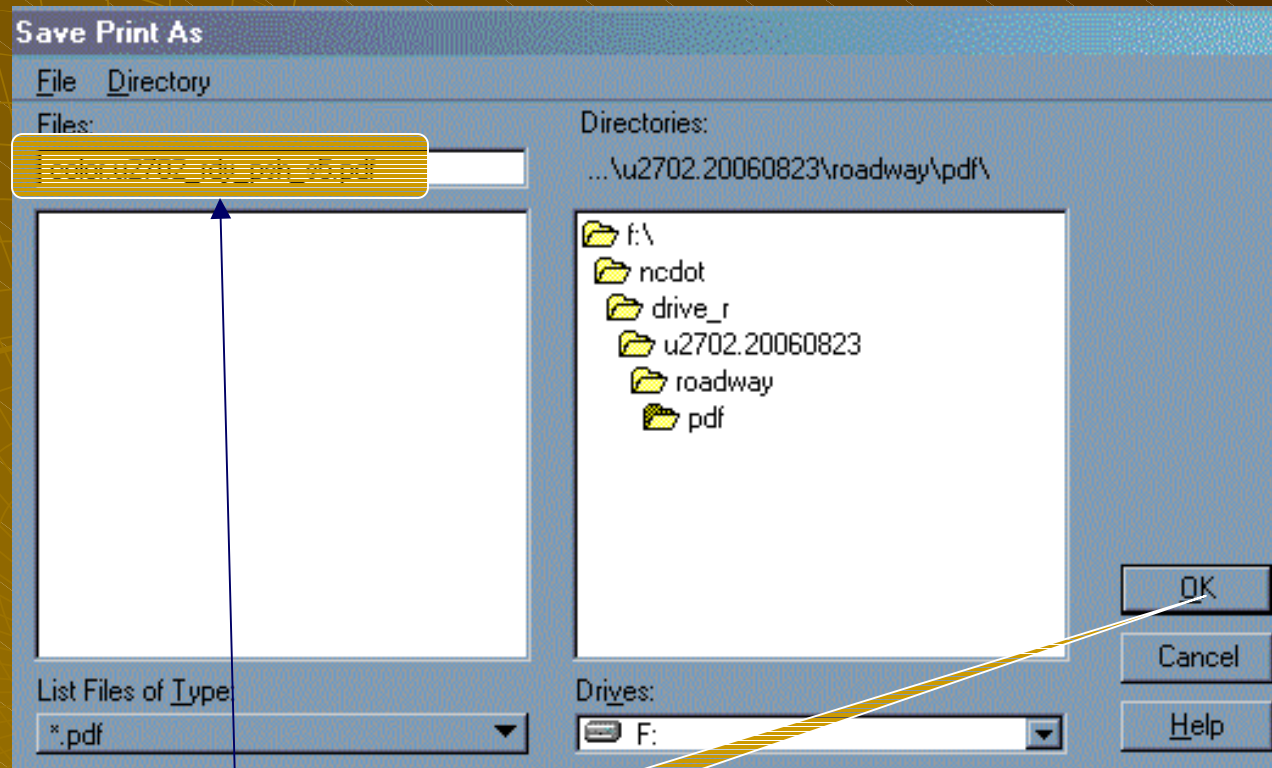 Save Print As
File Directory
Files:
Directories:
...\u2702.20060823\roadway\pdf\
f:\
ncdot
drive_r
u2702.20060823
roadway
pdf
OK
Cancel
Help
List Files of Type:
*.pdf
Drives:
F: